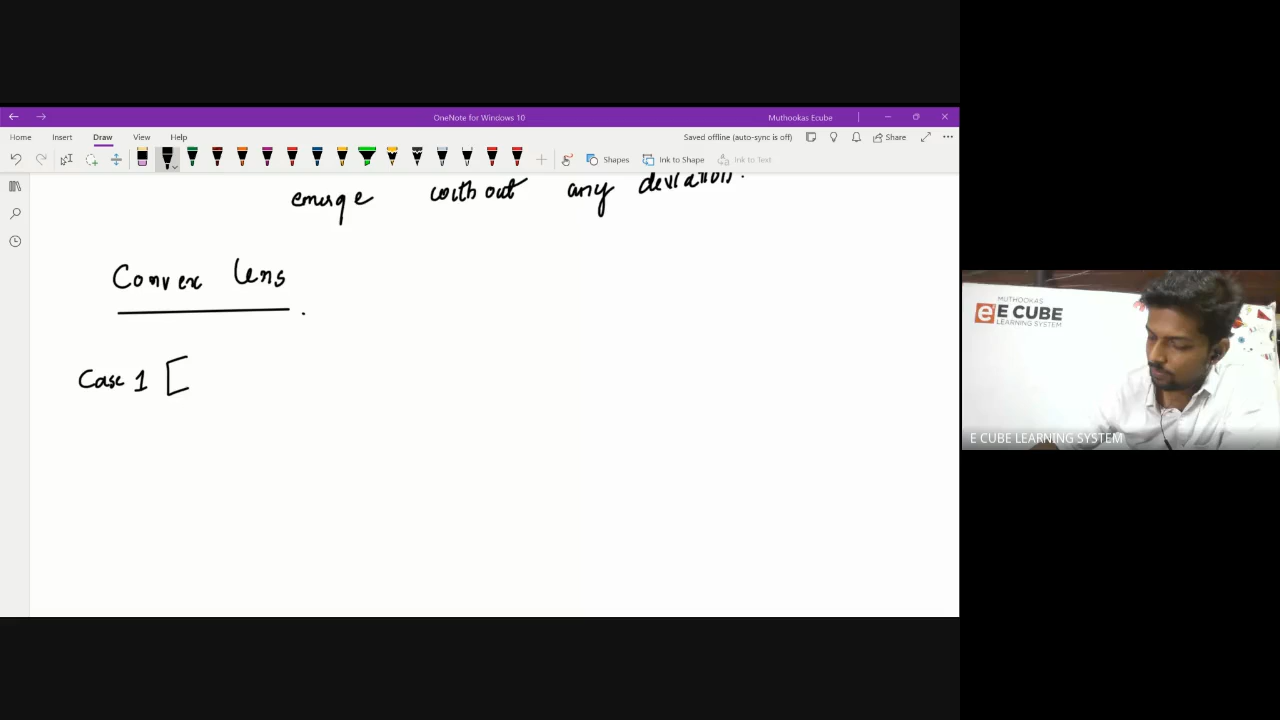 OneNote for Windows 10
Muthookas Ecube
Home Insert Draw View Help
Saved offline (auto-sync is off)
Share
Shapes
Ink to Shape
Ink to Text
emerge without any deviation.
Convex lens
Case 1 [
MUTHOOKAS
e E CUBE
LEARNING SYSTEM
E CUBE LEARNING SYSTEM